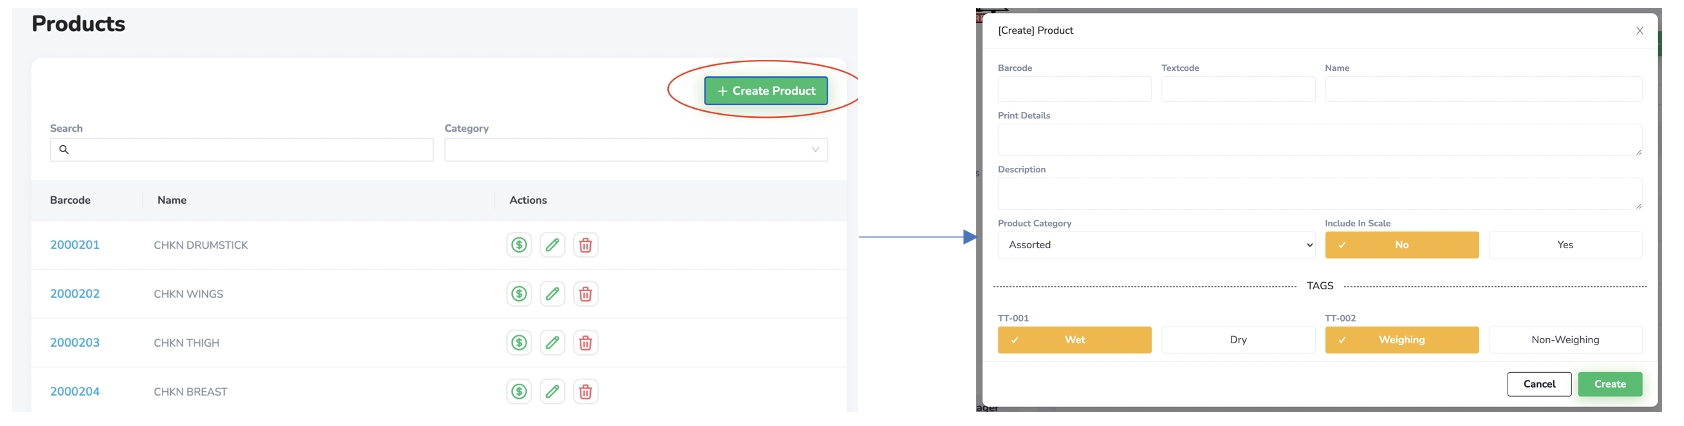 Products
+ Create Product
Search
Category
Barcode Name Actions
2000201 CHKN DRUMSTICK
2000202 CHKN WINGS
2000203 CHKN THIGH
2000204 CHKN BREAST
[Create] Product X
Barcode Textcode Name
Print Details
Description
Product Category Include In Scale
Assorted No Yes
TAGS
TT-001 TT-002
Wet Dry Weighing Non-Weighing
Cancel Create